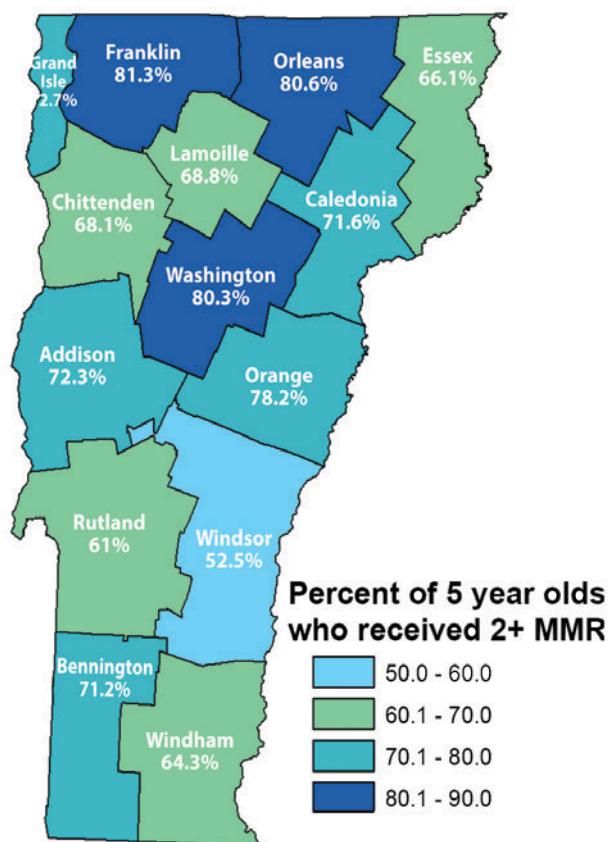 Franklin
81.3%
Orleans
80.6%
Essex
66.1%
Grand
Isle
2.7%
Lamoille
68.8%
Caledonia
71.6%
Chittenden
68.1%
Washington
80.3%
Addison
72.3%
Orange
78.2%
Rutland
61%
Windsor
52.5%
Bennington
71.2%
Windham
64.3%
Percent of 5 year olds
who received 2+ MMR
50.0 - 60.0
60.1 - 70.0
70.1 - 80.0
80.1 - 90.0